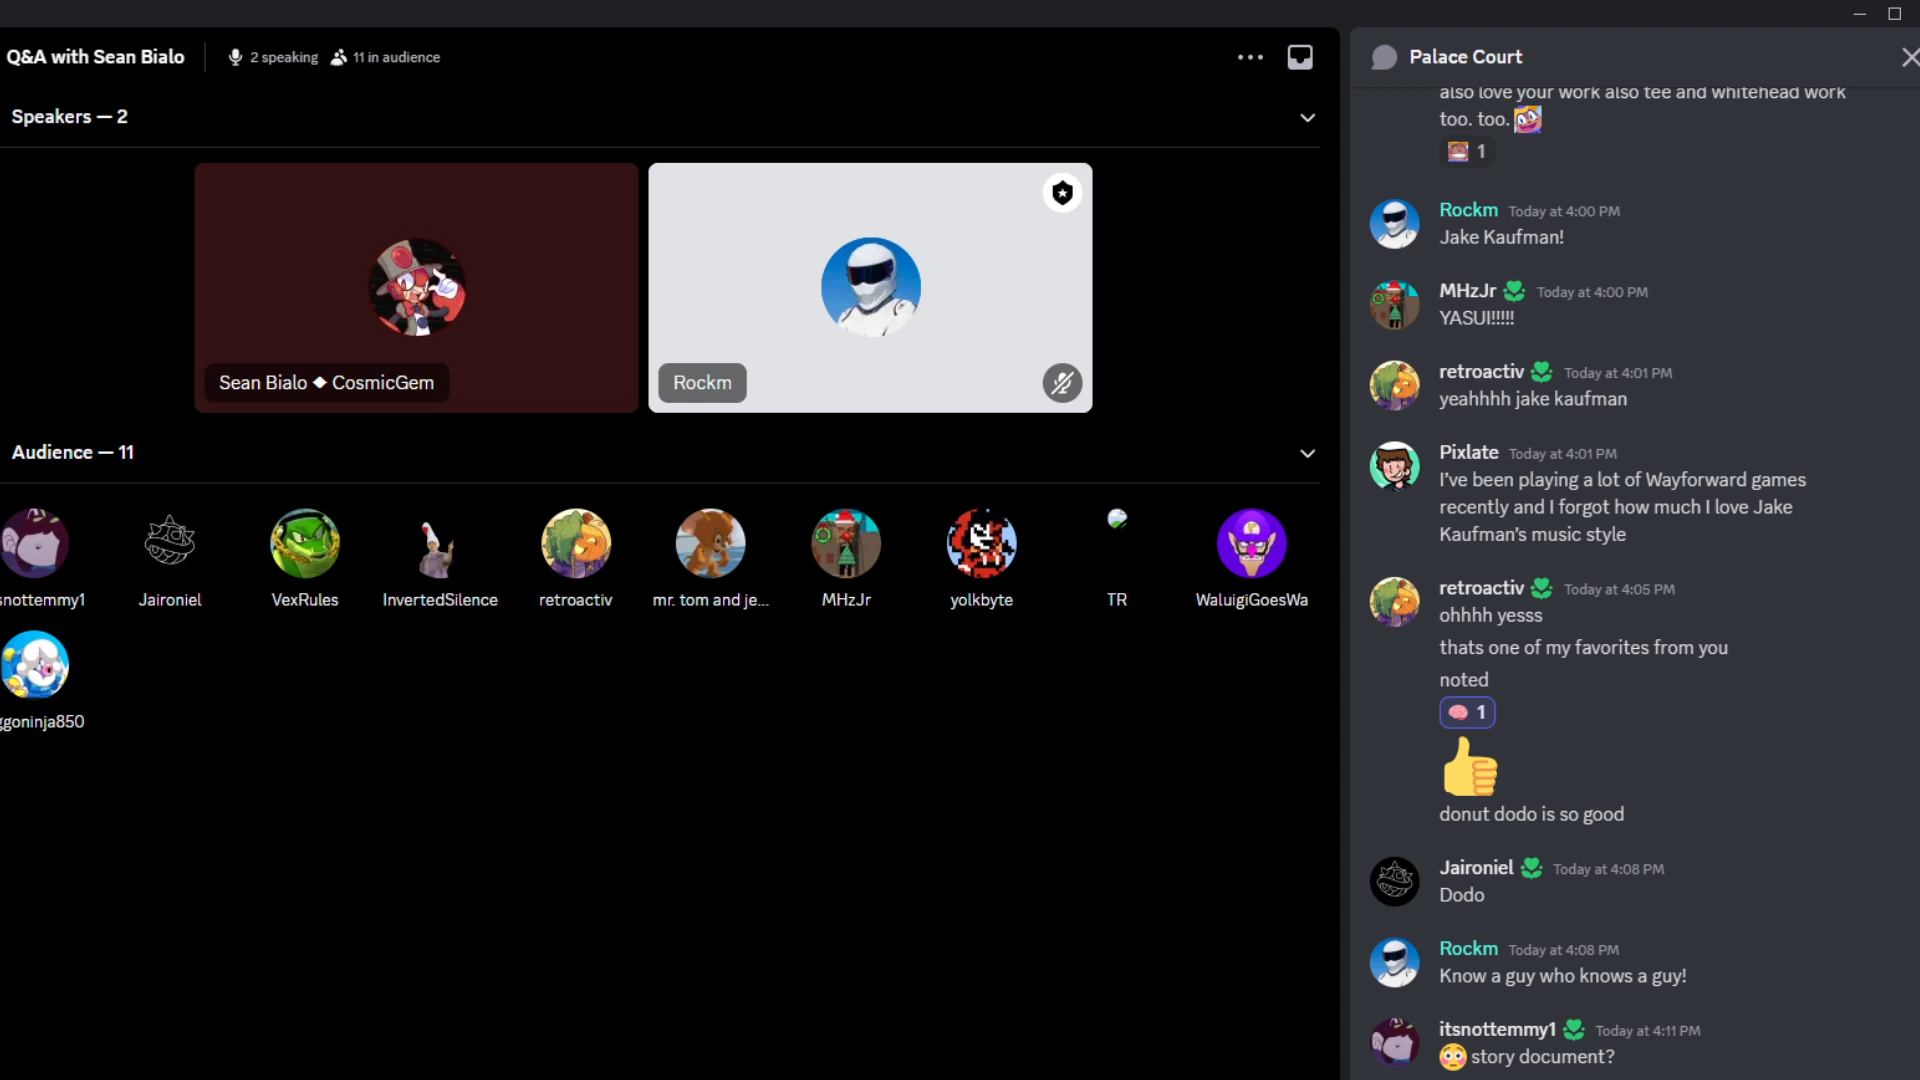 Q&A with Sean Bialo
2 speaking
11 in audience
Speakers — 2
Sean Bialo ◆ CosmicGem
Rockm
Audience — 11
snottemmy1
Jaironiel
VexRules
InvertedSilence
retroactiv
mr. tom and je...
MHzJr
yolkbyte
TR
WaluigiGoesWa
ggoninja850
Palace Court
also love your work also tee and whitehead work
too. too.
1
Rockm Today at 4:00 PM
Jake Kaufman!
MHzJr Today at 4:00 PM
YASUI!!!!!
retroactiv Today at 4:01 PM
yeahhhh jake kaufman
Pixlate Today at 4:01 PM
I've been playing a lot of Wayforward games
recently and I forgot how much I love Jake
Kaufman's music style
retroactiv Today at 4:05 PM
ohhhh yesss
thats one of my favorites from you
noted
1
donut dodo is so good
Jaironiel Today at 4:08 PM
Dodo
Rockm Today at 4:08 PM
Know a guy who knows a guy!
itsnottemmy1 Today at 4:11 PM
😳 story document?